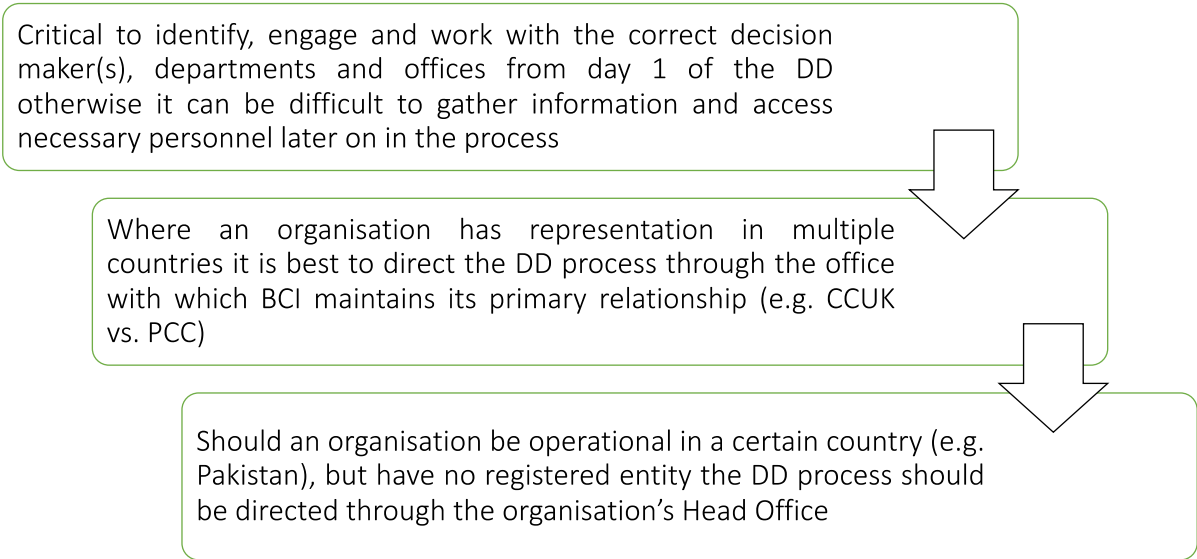 Critical to identify, engage and work with the correct decision
maker(s), departments and offices from day 1 of the DD
otherwise it can be difficult to gather information and access
necessary personnel later on in the process
Where an organisation has representation in multiple
countries it is best to direct the DD process through the office
with which BCI maintains its primary relationship (e.g. CCUK
vs. PCC)
Should an organisation be operational in a certain country (e.g.
Pakistan), but have no registered entity the DD process should
be directed through the organisation’s Head Office